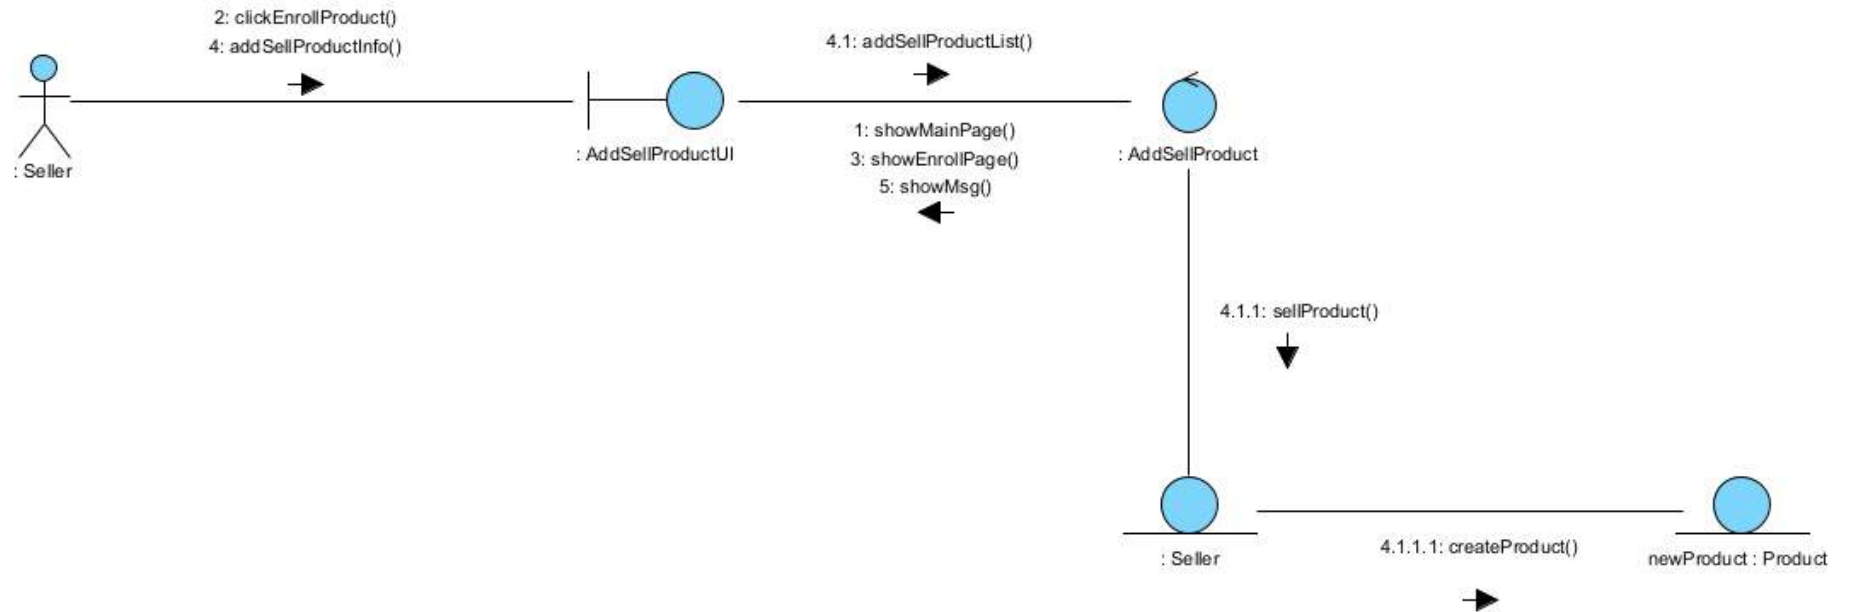 2: clickEnrollProduct()
4: addSellProductInfo()
4.1: addSellProductList()
1: showMainPage()
3: showEnrollPage()
5: showMsg()
: Seller
: AddSellProductUI
: AddSellProduct
4.1.1: sellProduct()
4.1.1.1: createProduct()
: Seller
newProduct : Product